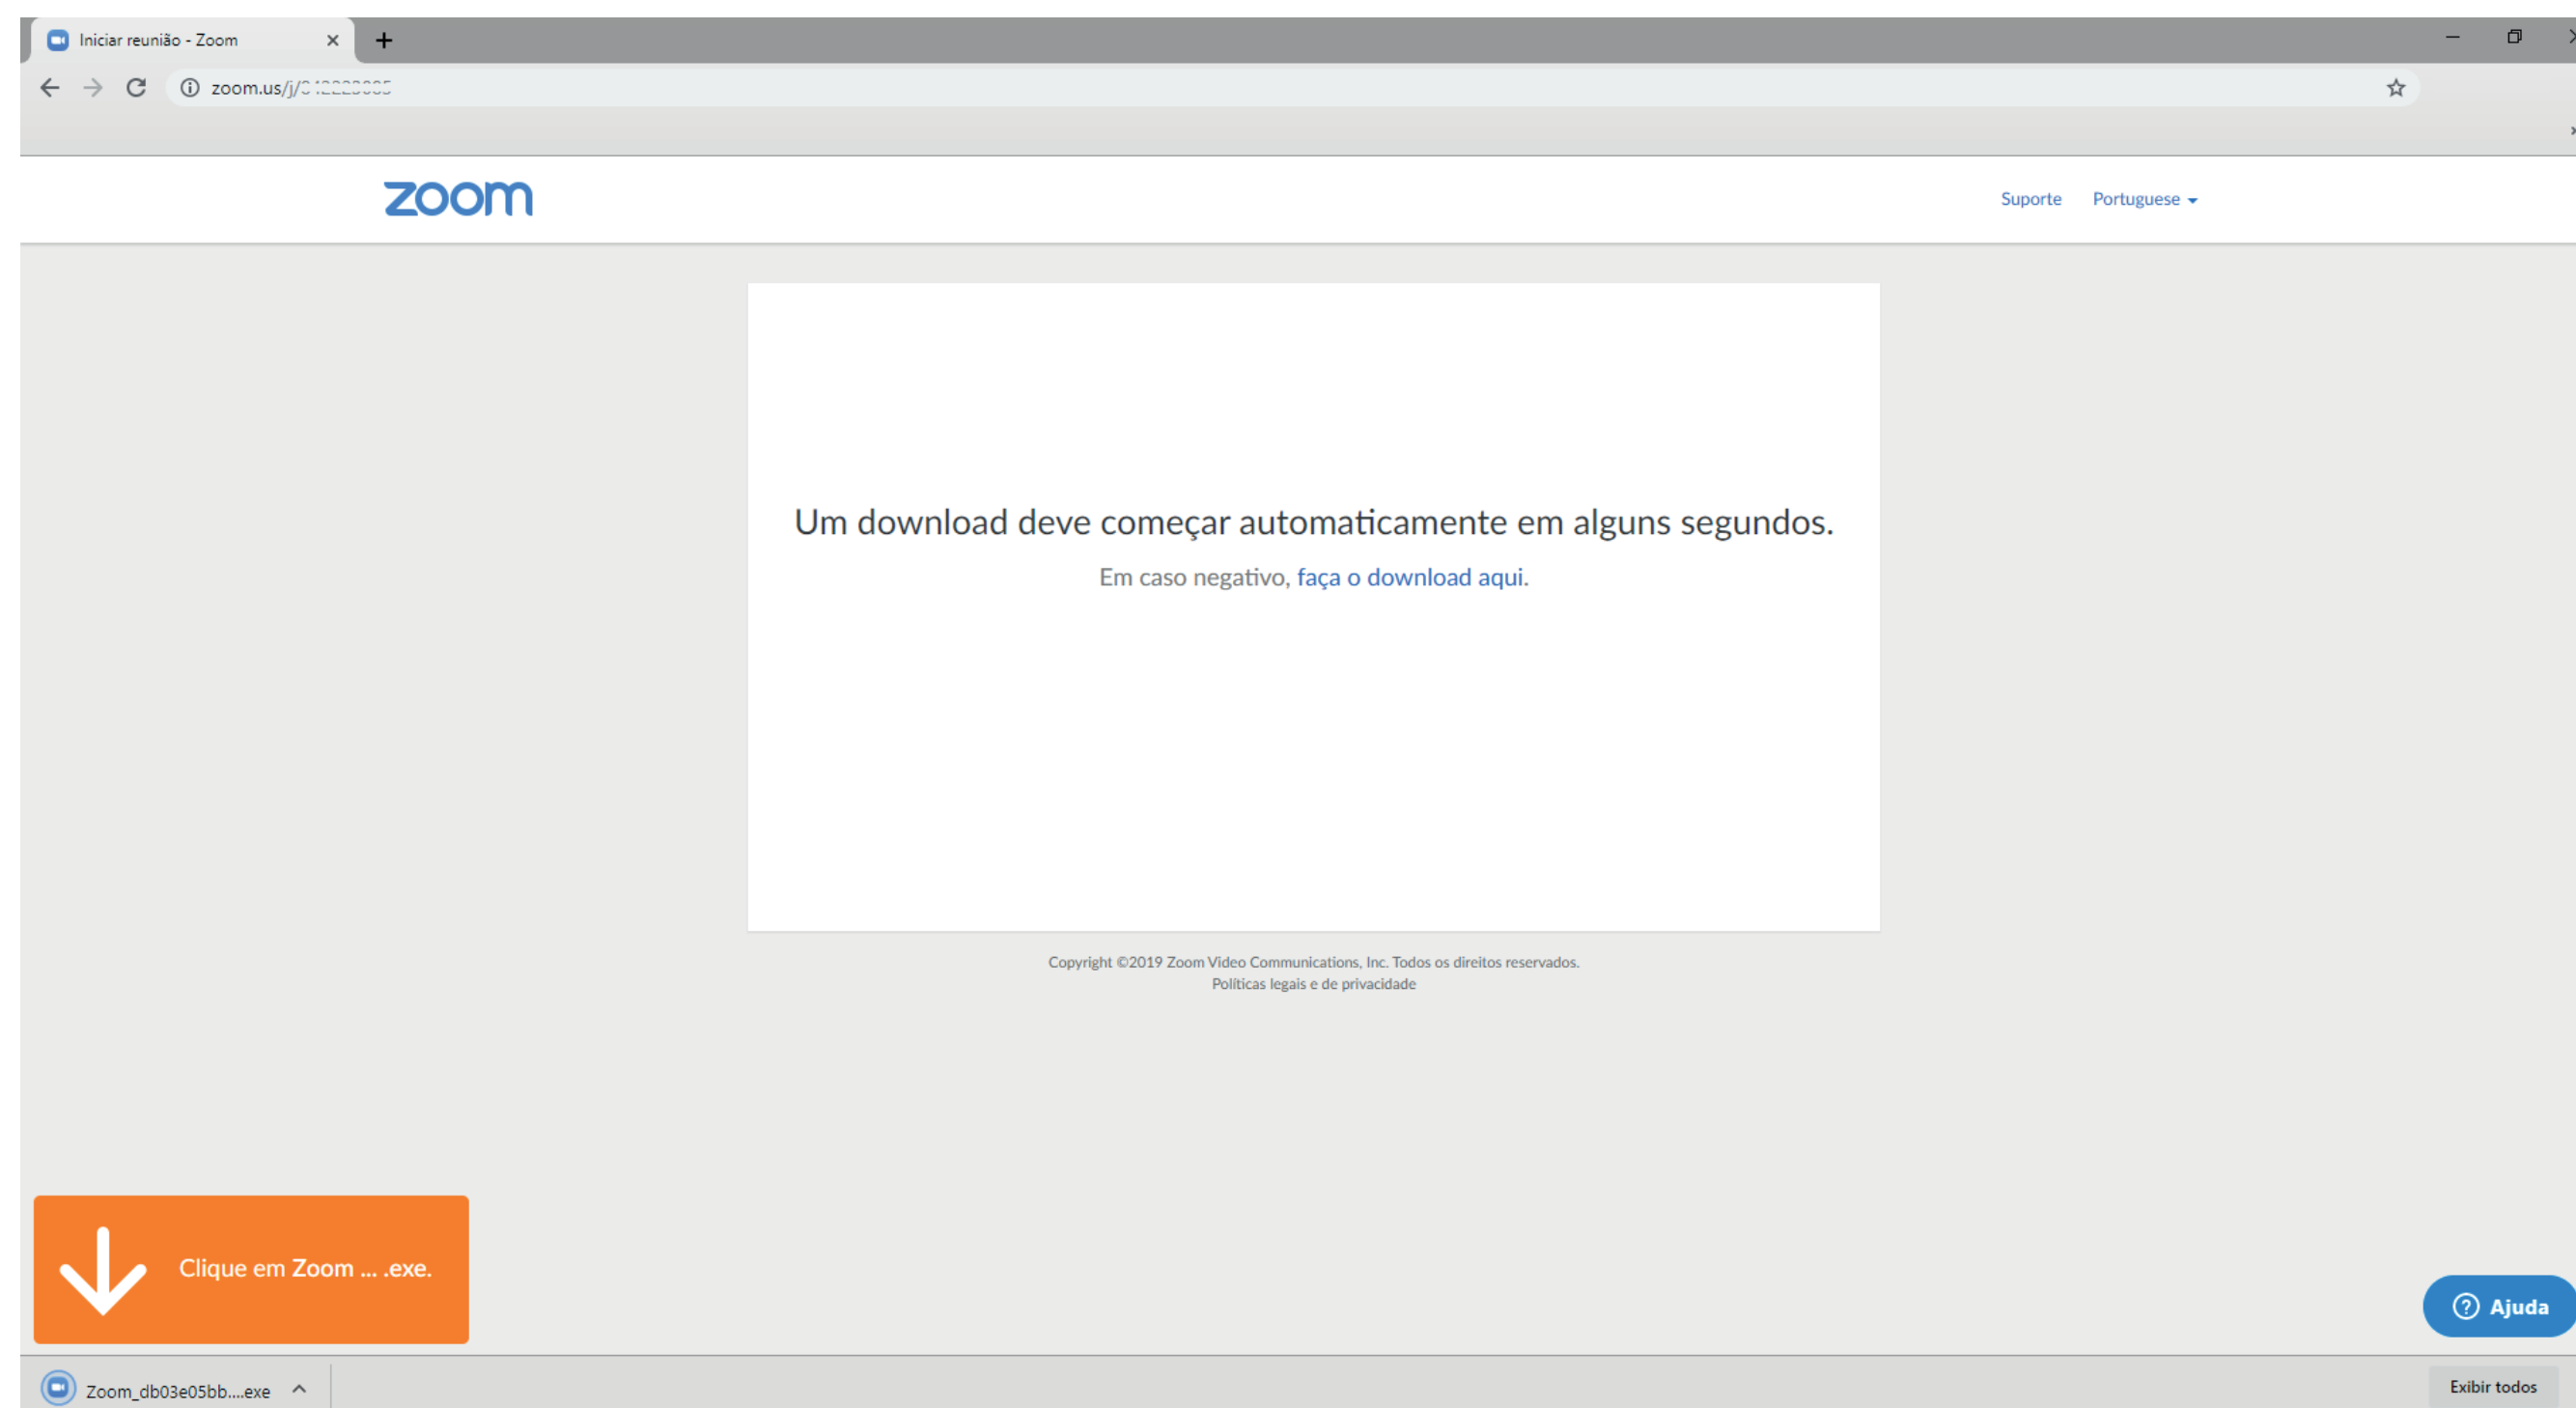 Iniciar reunião - Zoom
zoom.us/j/
zoom
Suporte Portuguese
Um download deve começar automaticamente em alguns segundos.
Em caso negativo, faça o download aqui.
Copyright ©2019 Zoom Video Communications, Inc. Todos os direitos reservados.
Políticas legais e de privacidade
Clique em Zoom ... .exe.
Ajuda
Zoom_db03e05bb....exe
Exibir todos